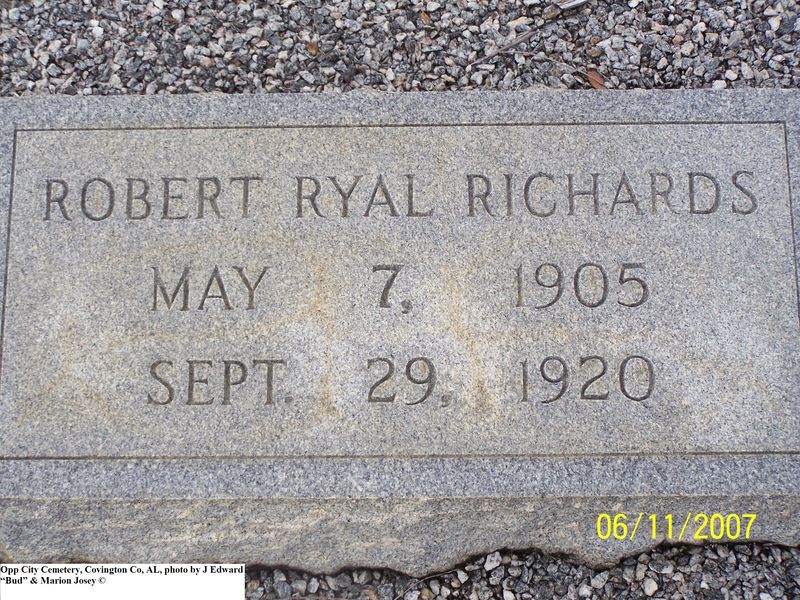 ROBERT RYAL RICHARDS
MAY 7, 1905
SEPT. 29, 1920
06/11/2007
Opp City Cemetery, Covington Co, AL, photo by J Edward
“Bud” & Marion Josey ©